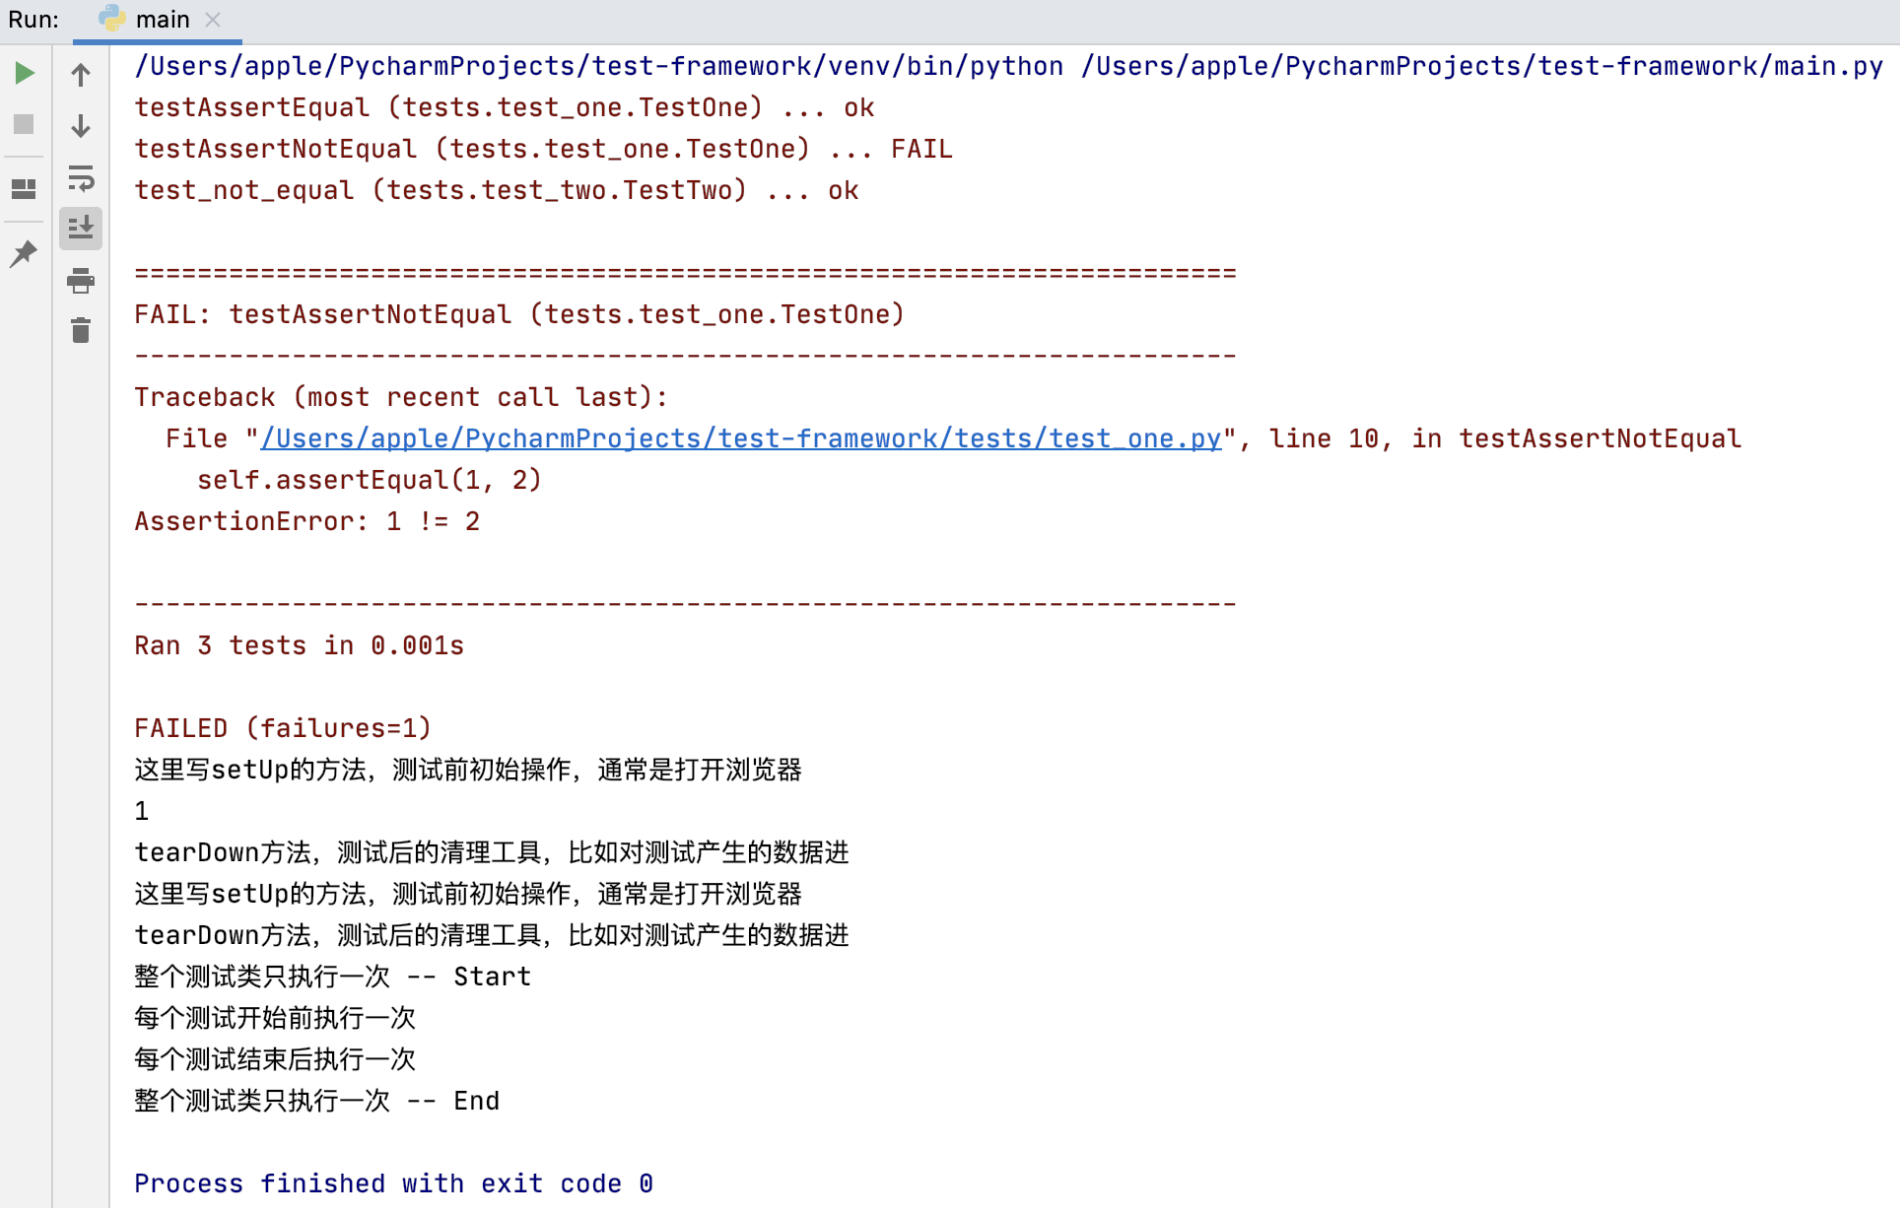 Run: main
/Users/apple/PycharmProjects/test-framework/venv/bin/python /Users/apple/PycharmProjects/test-framework/main.py
testAssertEqual (tests.test_one.TestOne) ... ok
testAssertNotEqual (tests.test_one.TestOne) ... FAIL
test_not_equal (tests.test_two.TestTwo) ... ok
======================================================================
FAIL: testAssertNotEqual (tests.test_one.TestOne)
----------------------------------------------------------------------
Traceback (most recent call last):
  File "/Users/apple/PycharmProjects/test-framework/tests/test_one.py", line 10, in testAssertNotEqual
    self.assertEqual(1, 2)
AssertionError: 1 != 2
----------------------------------------------------------------------
Ran 3 tests in 0.001s
FAILED (failures=1)
这里写setUp的方法，测试前初始操作，通常是打开浏览器
1
tearDown方法，测试后的清理工具，比如对测试产生的数据进
这里写setUp的方法，测试前初始操作，通常是打开浏览器
tearDown方法，测试后的清理工具，比如对测试产生的数据进
整个测试类只执行一次 -- Start
每个测试开始前执行一次
每个测试结束后执行一次
整个测试类只执行一次 -- End
Process finished with exit code 0